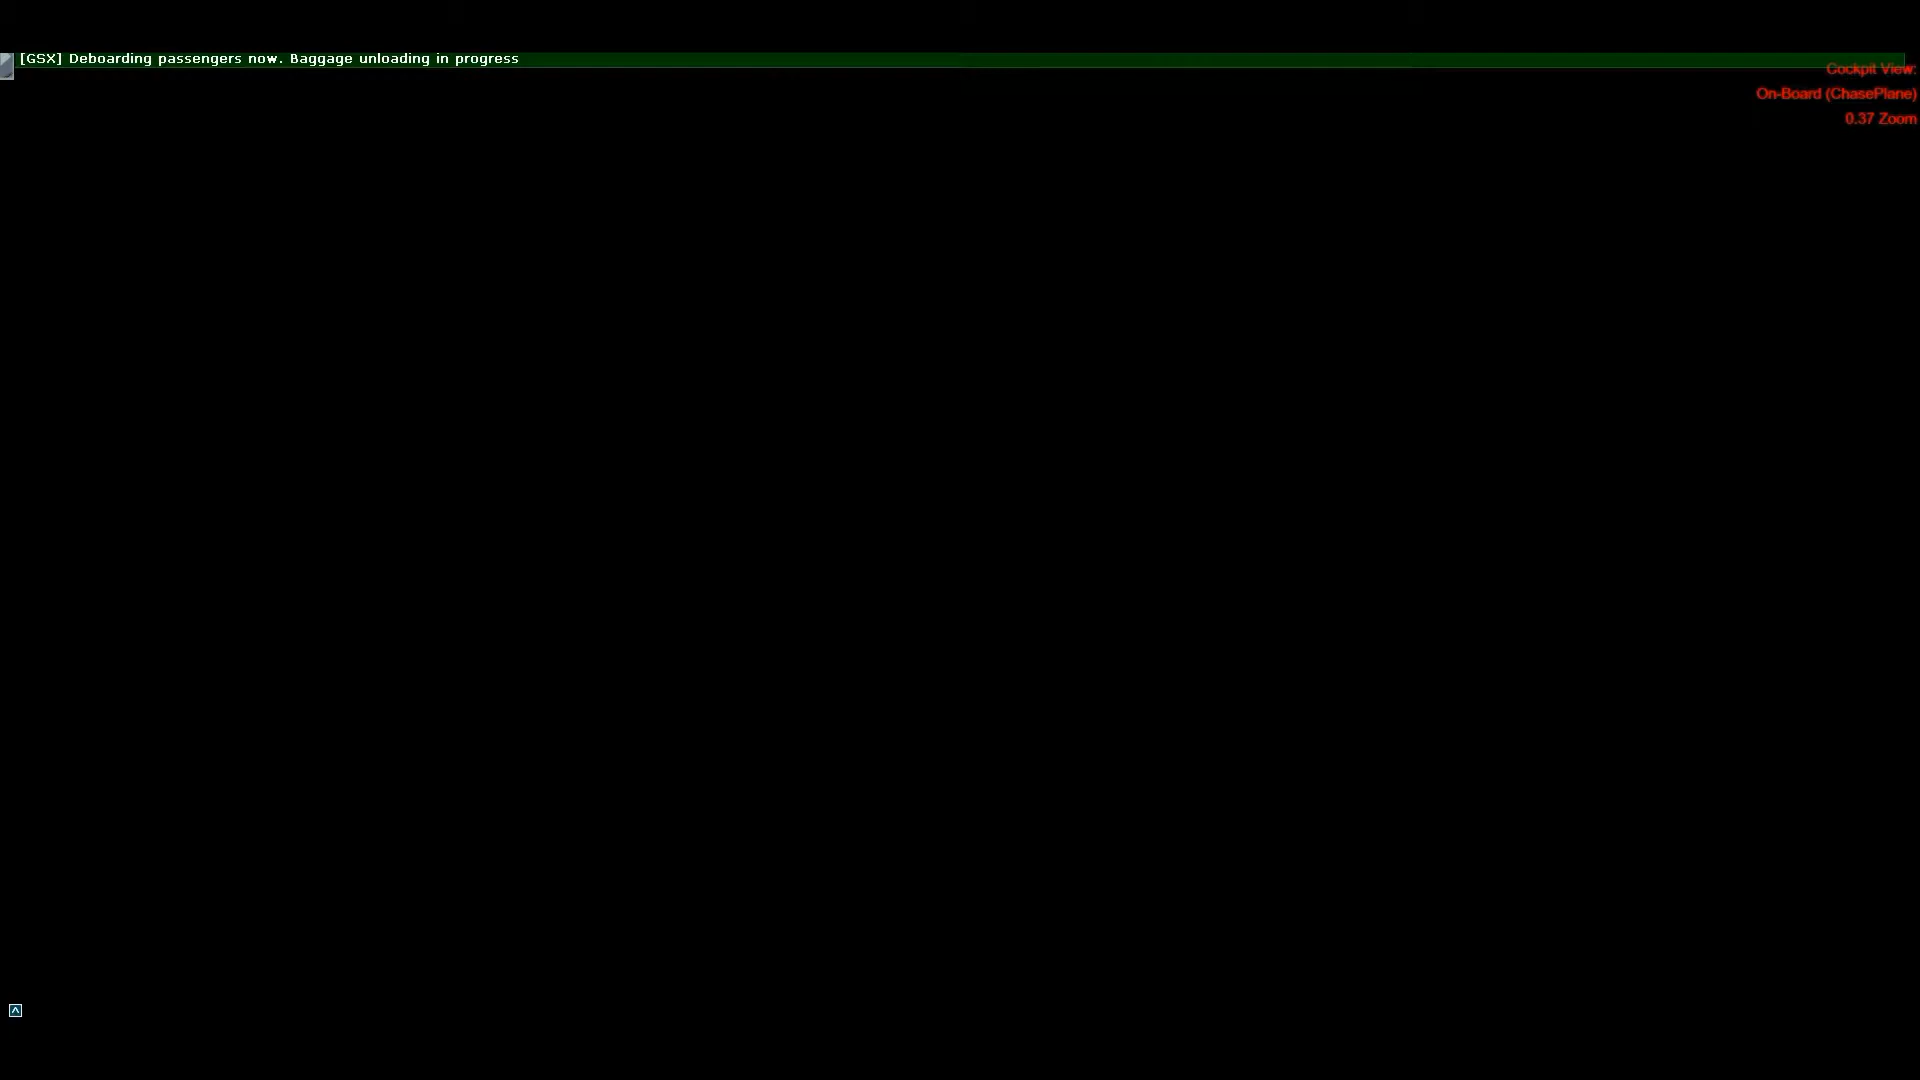 [GSX] Deboarding passengers now. Baggage unloading in progress
Cockpit View:
On-Board (ChasePlane)
0.37 Zoom